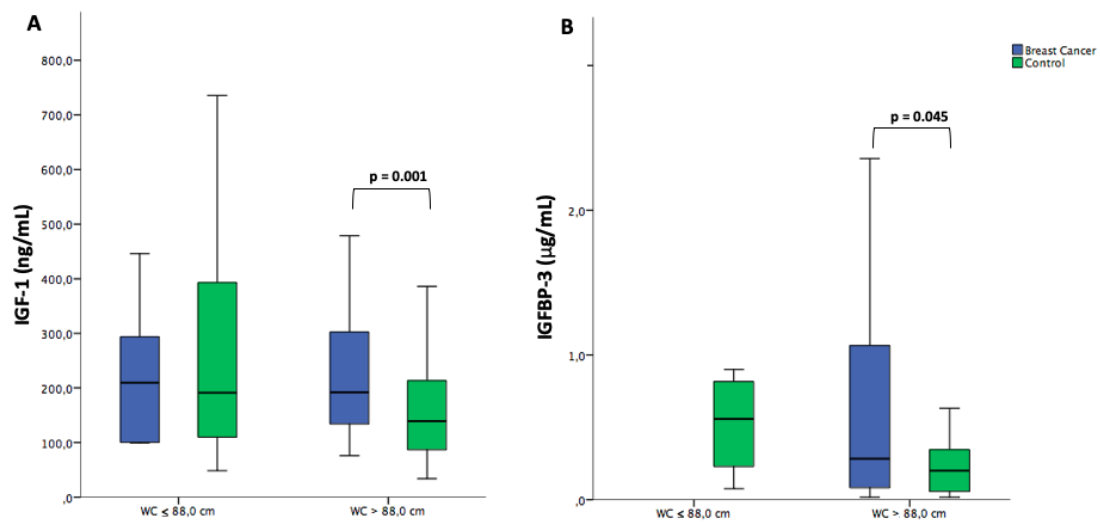 A
IGF-1 (ng/mL)
800,0
700,0
600,0
500,0
400,0
300,0
200,0
100,0
,0
p = 0.001
WC ≤ 88,0 cm
WC > 88,0 cm
B
IGFBP-3 (μg/mL)
2,0
1,0
,0
p = 0.045
WC ≤ 88,0 cm
WC > 88,0 cm
Breast Cancer
Control